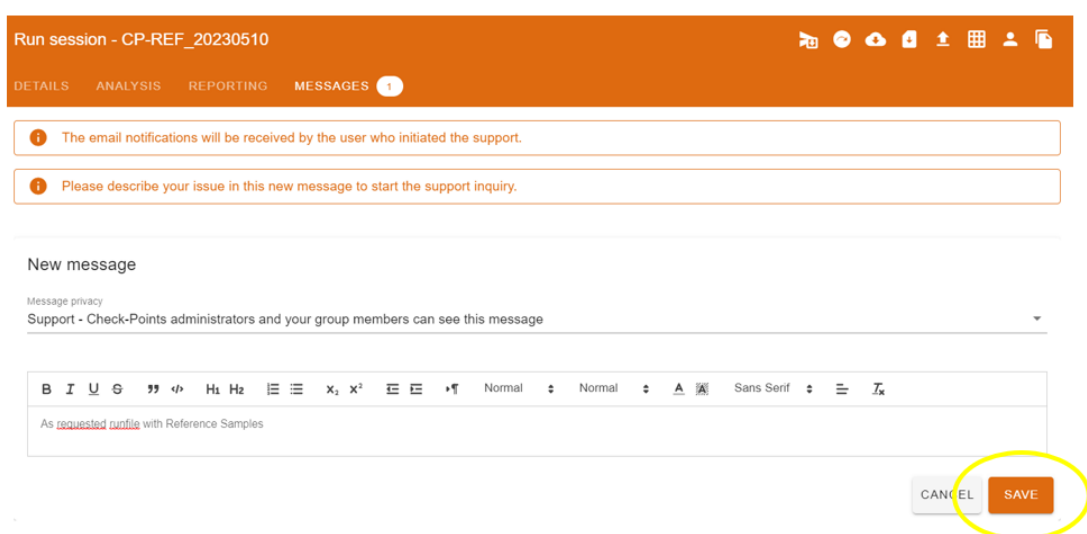 Run session - CP-REF_20230510
DETAILS ANALYSIS REPORTING MESSAGES 1
The email notifications will be received by the user who initiated the support.
Please describe your issue in this new message to start the support inquiry.
New message
Message privacy
Support - Check-Points administrators and your group members can see this message
B I U S ” </> H1 H2 X₂ X² Normal Normal A A Sans Serif Tx
As requested runfile with Reference Samples
CANCEL SAVE